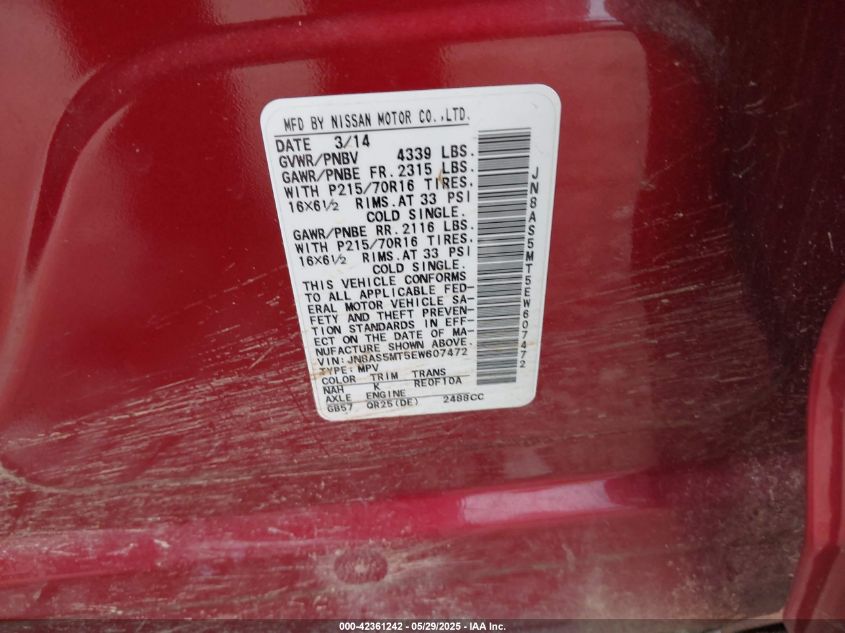 MFD BY NISSAN MOTOR CO.,LTD.
DATE 3/14
GVWR/PNBV 4339 LBS.
GAWR/PNBE FR. 2315 LBS.
WITH P215/70R16 TIRES.
16X6½ RIMS.AT 33 PSI
COLD SINGLE.
GAWR/PNBE RR. 2116 LBS.
WITH P215/70R16 TIRES.
16X6½ RIMS.AT 33 PSI
COLD SINGLE.
THIS VEHICLE CONFORMS
TO ALL APPLICABLE FED-
ERAL MOTOR VEHICLE SA-
FETY AND THEFT PREVEN-
TION STANDARDS IN EFF-
ECT ON THE DATE OF MA-
NUFACTURE SHOWN ABOVE.
VIN: JN8AS5MT5EW607472
TYPE: MPV
COLOR TRIM TRANS
NAH K RE0F10A
AXLE ENGINE
GB57 QR25(DE) 2488CC
JN8AS5MT5EW607472
000-42361242 - 05/29/2025 - IAA Inc.